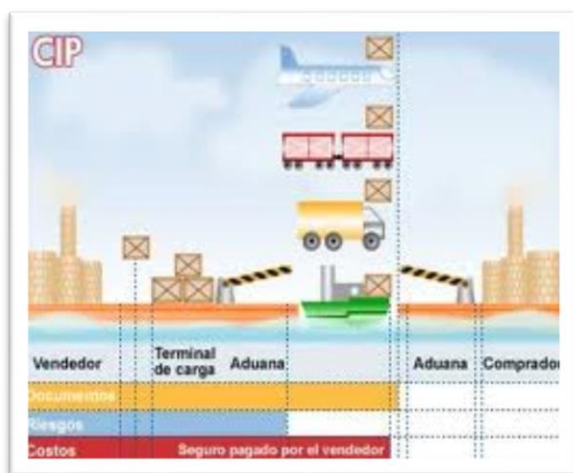 CIP
Vendedor
Terminal
de carga
Aduana
Aduana
Comprador
Documentos
Riesgos
Costos
Seguro pagado por el vendedor